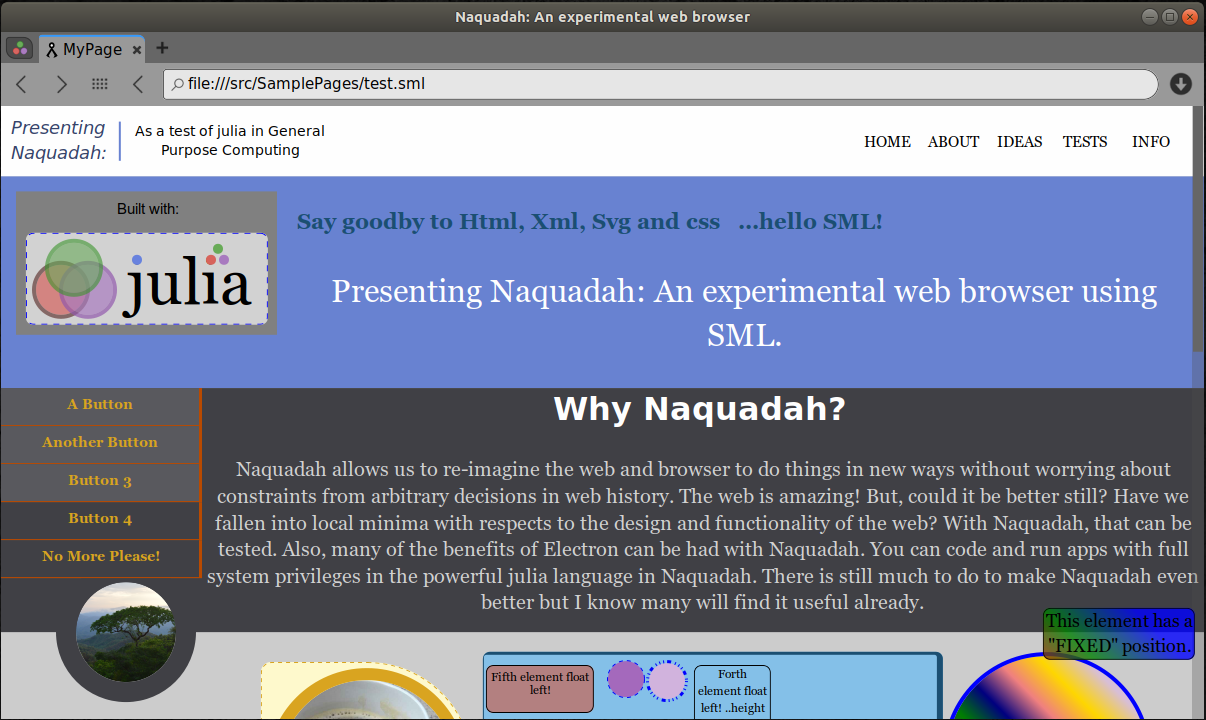 Naquadah: An experimental web browser
MyPage
file:///src/SamplePages/test.sml
Presenting
Naquadah:
As a test of julia in General
Purpose Computing
HOME ABOUT IDEAS TESTS INFO
Built with:
julia
Say goodby to Html, Xml, Svg and css ...hello SML!
Presenting Naquadah: An experimental web browser using
SML.
A Button
Another Button
Button 3
Button 4
No More Please!
Why Naquadah?
Naquadah allows us to re-imagine the web and browser to do things in new ways without worrying about
constraints from arbitrary decisions in web history. The web is amazing! But, could it be better still? Have we
fallen into local minima with respects to the design and functionality of the web? With Naquadah, that can be
tested. Also, many of the benefits of Electron can be had with Naquadah. You can code and run apps with full
system privileges in the powerful julia language in Naquadah. There is still much to do to make Naquadah even
better but I know many will find it useful already.
This element has a
"FIXED" position.
Fifth element float
left!
Forth
element float
left! ..height